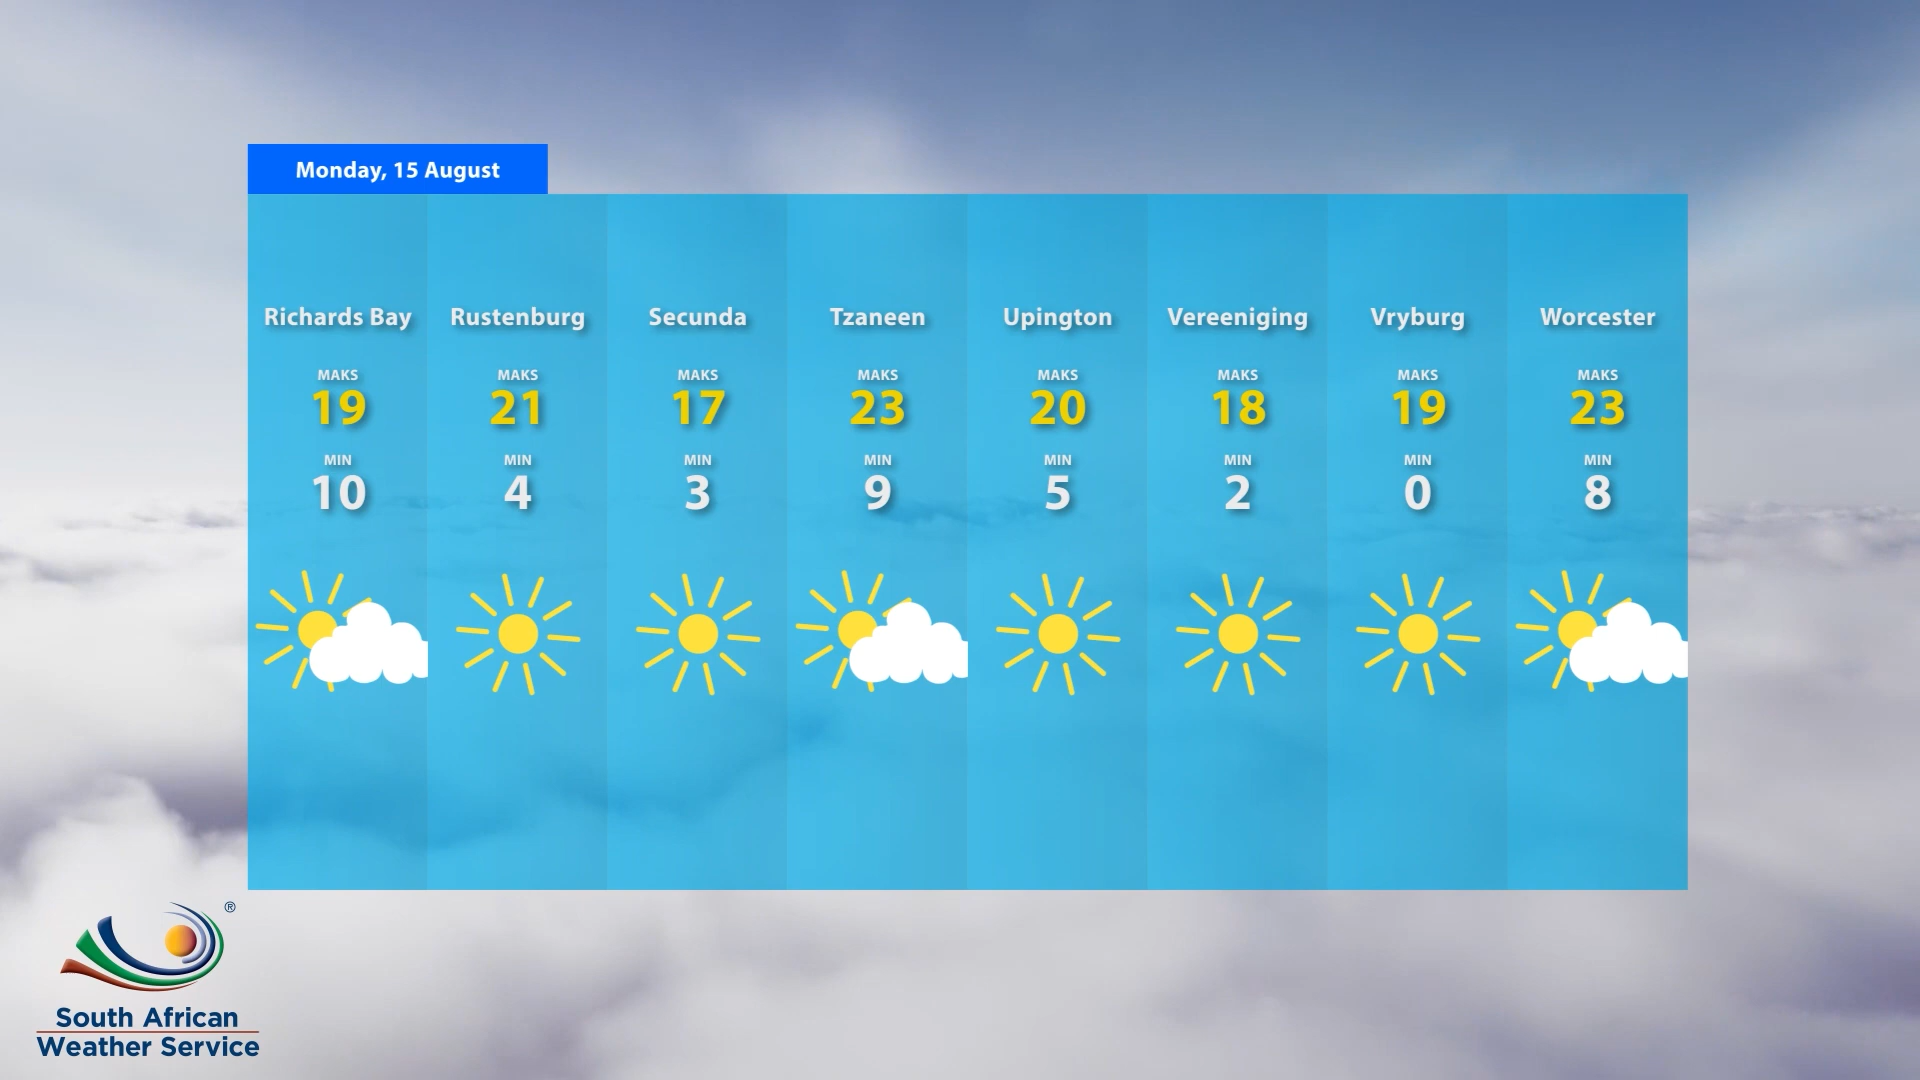 Monday, 15 August
Richards Bay
MAKS
19
MIN
10
Rustenburg
MAKS
21
MIN
4
Secunda
MAKS
17
MIN
3
Tzaneen
MAKS
23
MIN
9
Upington
MAKS
20
MIN
5
Vereeniging
MAKS
18
MIN
2
Vryburg
MAKS
19
MIN
0
Worcester
MAKS
23
MIN
8
®
South African
Weather Service